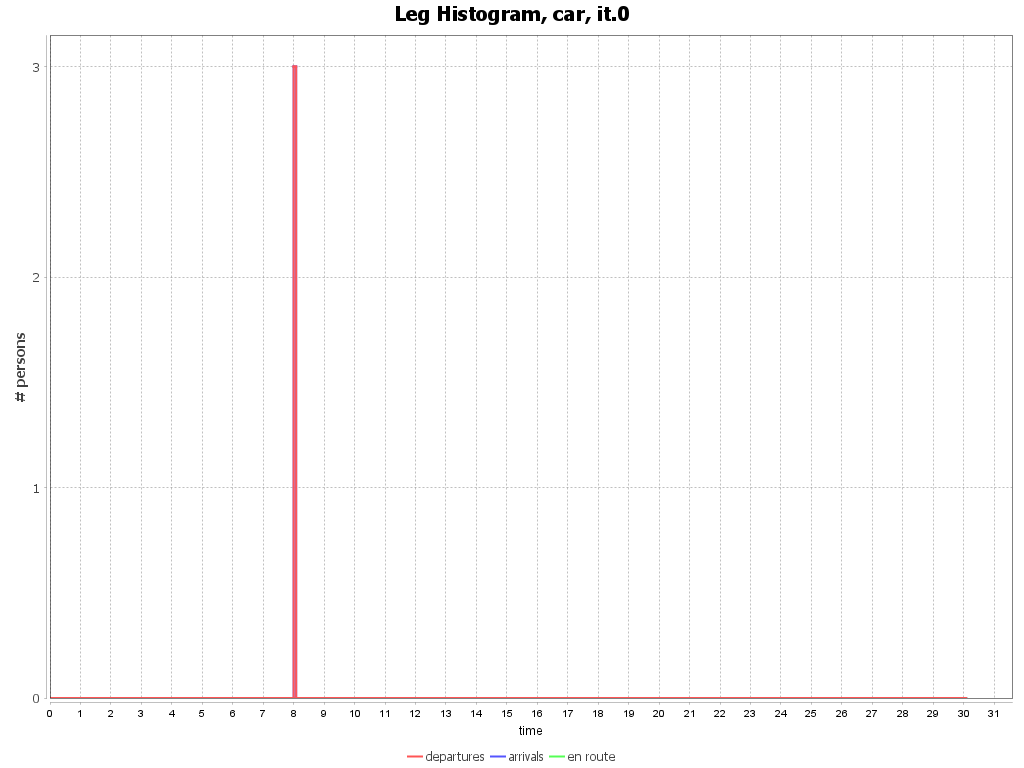 Leg Histogram, car, it.0
# persons
3
2
1
0
0 1 2 3 4 5 6 7 8 9 10 11 12 13 14 15 16 17 18 19 20 21 22 23 24 25 26 27 28 29 30 31
time
departures arrivals en route